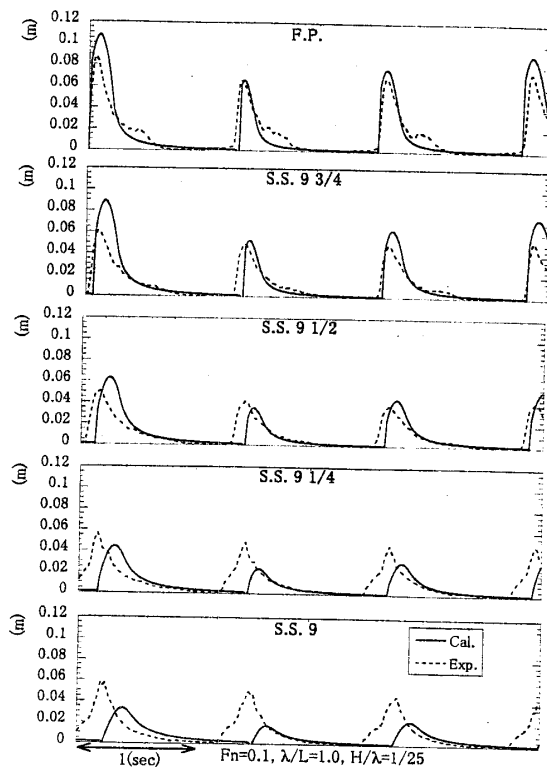 (m)
0.12
0.1
0.08
0.06
0.04
0.02
0
F.P.
(m)
0.12
0.1
0.08
0.06
0.04
0.02
0
S.S. 9 3/4
(m)
0.12
0.1
0.08
0.06
0.04
0.02
0
S.S. 9 1/2
(m)
0.12
0.1
0.08
0.06
0.04
0.02
0
S.S. 9 1/4
(m)
0.12
0.1
0.08
0.06
0.04
0.02
0
S.S. 9
Cal.
Exp.
1(sec)
Fn=0.1, λ/L=1.0, H/λ=1/25